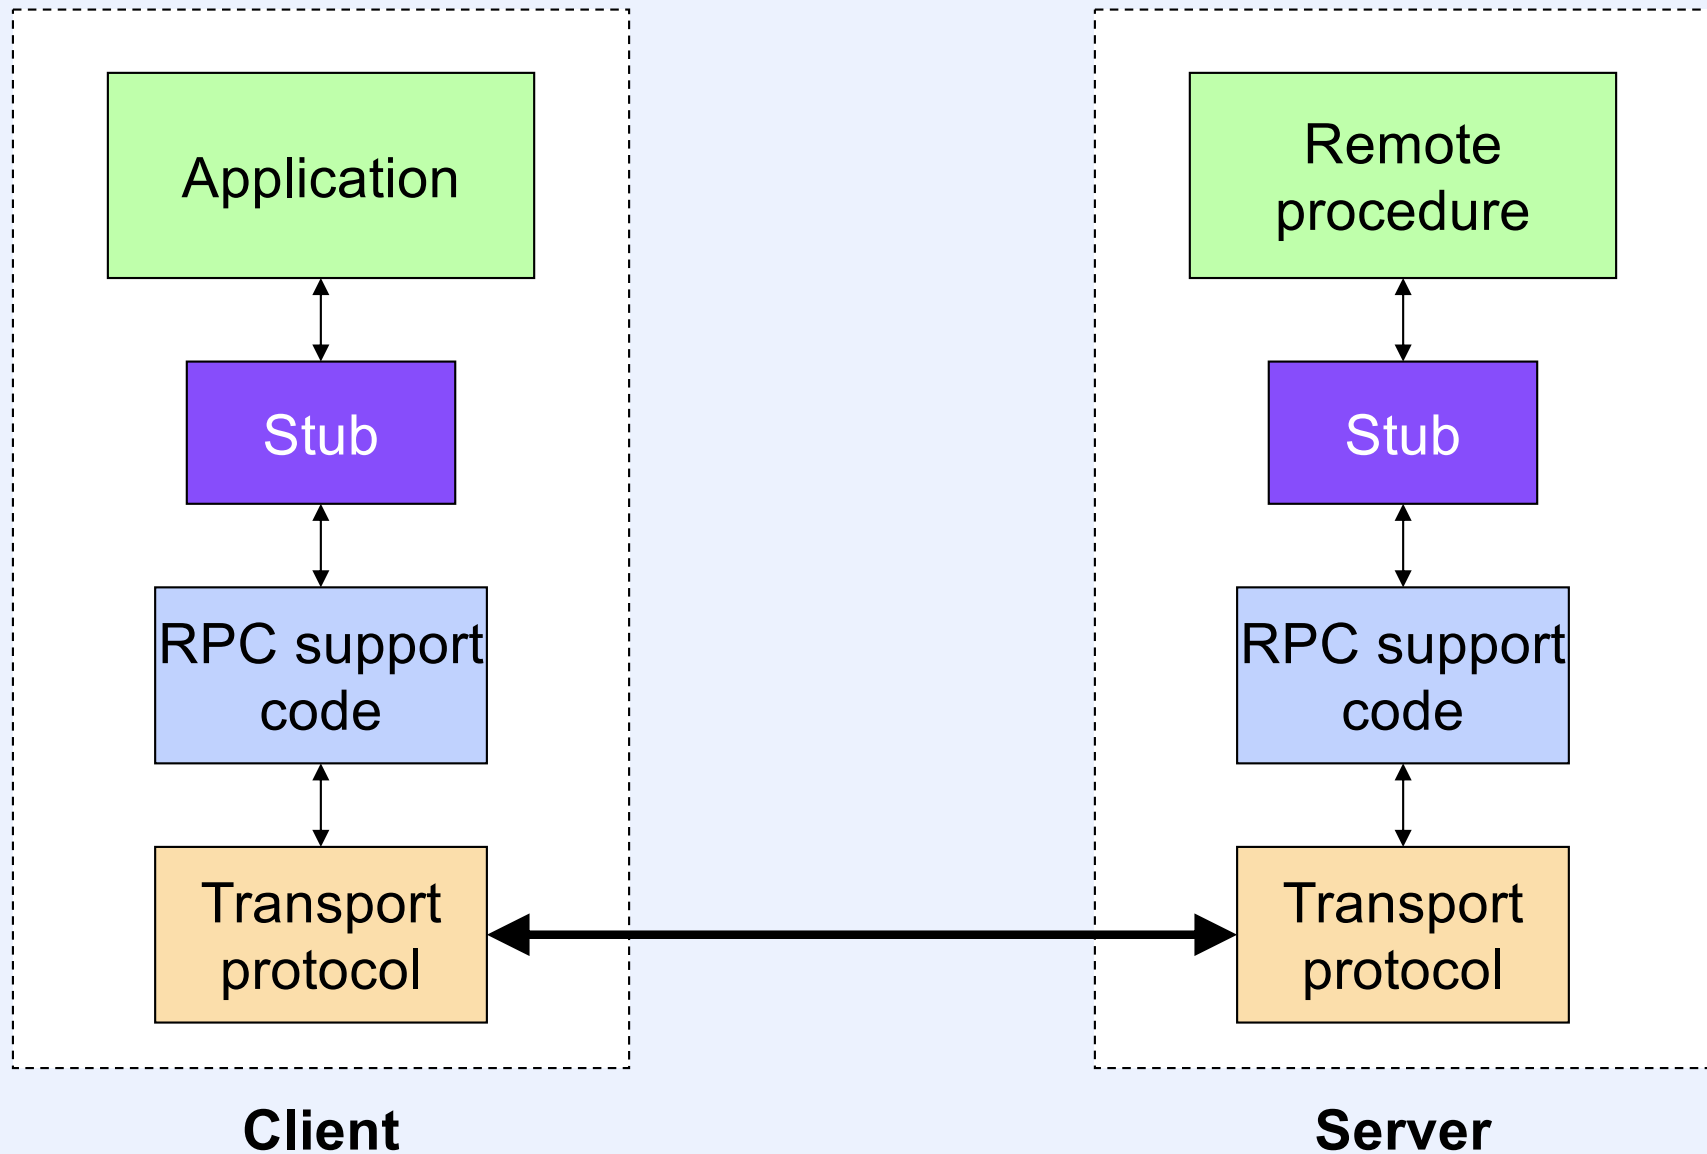 Application
Stub
RPC support
code
Transport
protocol
Client
Remote
procedure
Stub
RPC support
code
Transport
protocol
Server